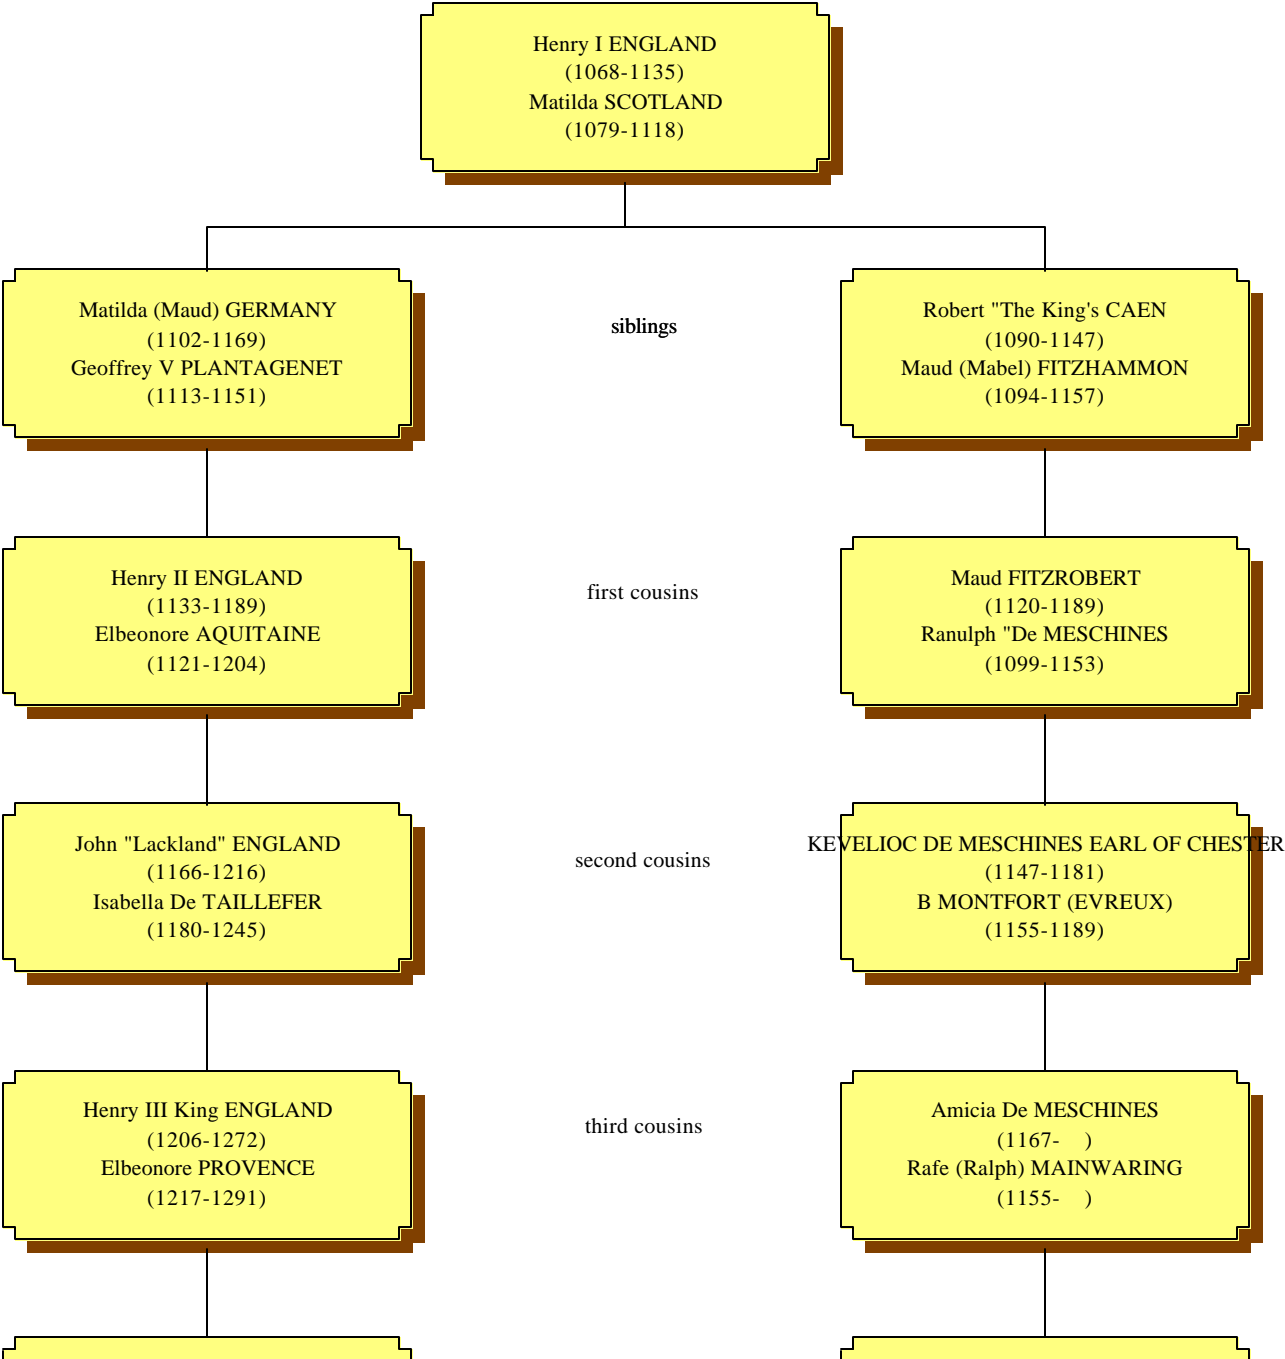 Henry I ENGLAND
(1068-1135)
Matilda SCOTLAND
(1079-1118)
Matilda (Maud) GERMANY
(1102-1169)
Geoffrey V PLANTAGENET
(1113-1151)
siblings
Robert "The King's CAEN
(1090-1147)
Maud (Mabel) FITZHAMMON
(1094-1157)
Henry II ENGLAND
(1133-1189)
Elbeonore AQUITAINE
(1121-1204)
first cousins
Maud FITZROBERT
(1120-1189)
Ranulph "De MESCHINES
(1099-1153)
John "Lackland" ENGLAND
(1166-1216)
Isabella De TAILLEFER
(1180-1245)
second cousins
KEVELIOC DE MESCHINES EARL OF CHESTER
(1147-1181)
B MONTFORT (EVREUX)
(1155-1189)
Henry III King ENGLAND
(1206-1272)
Elbeonore PROVENCE
(1217-1291)
third cousins
Amicia De MESCHINES
(1167-    )
Rafe (Ralph) MAINWARING
(1155-    )